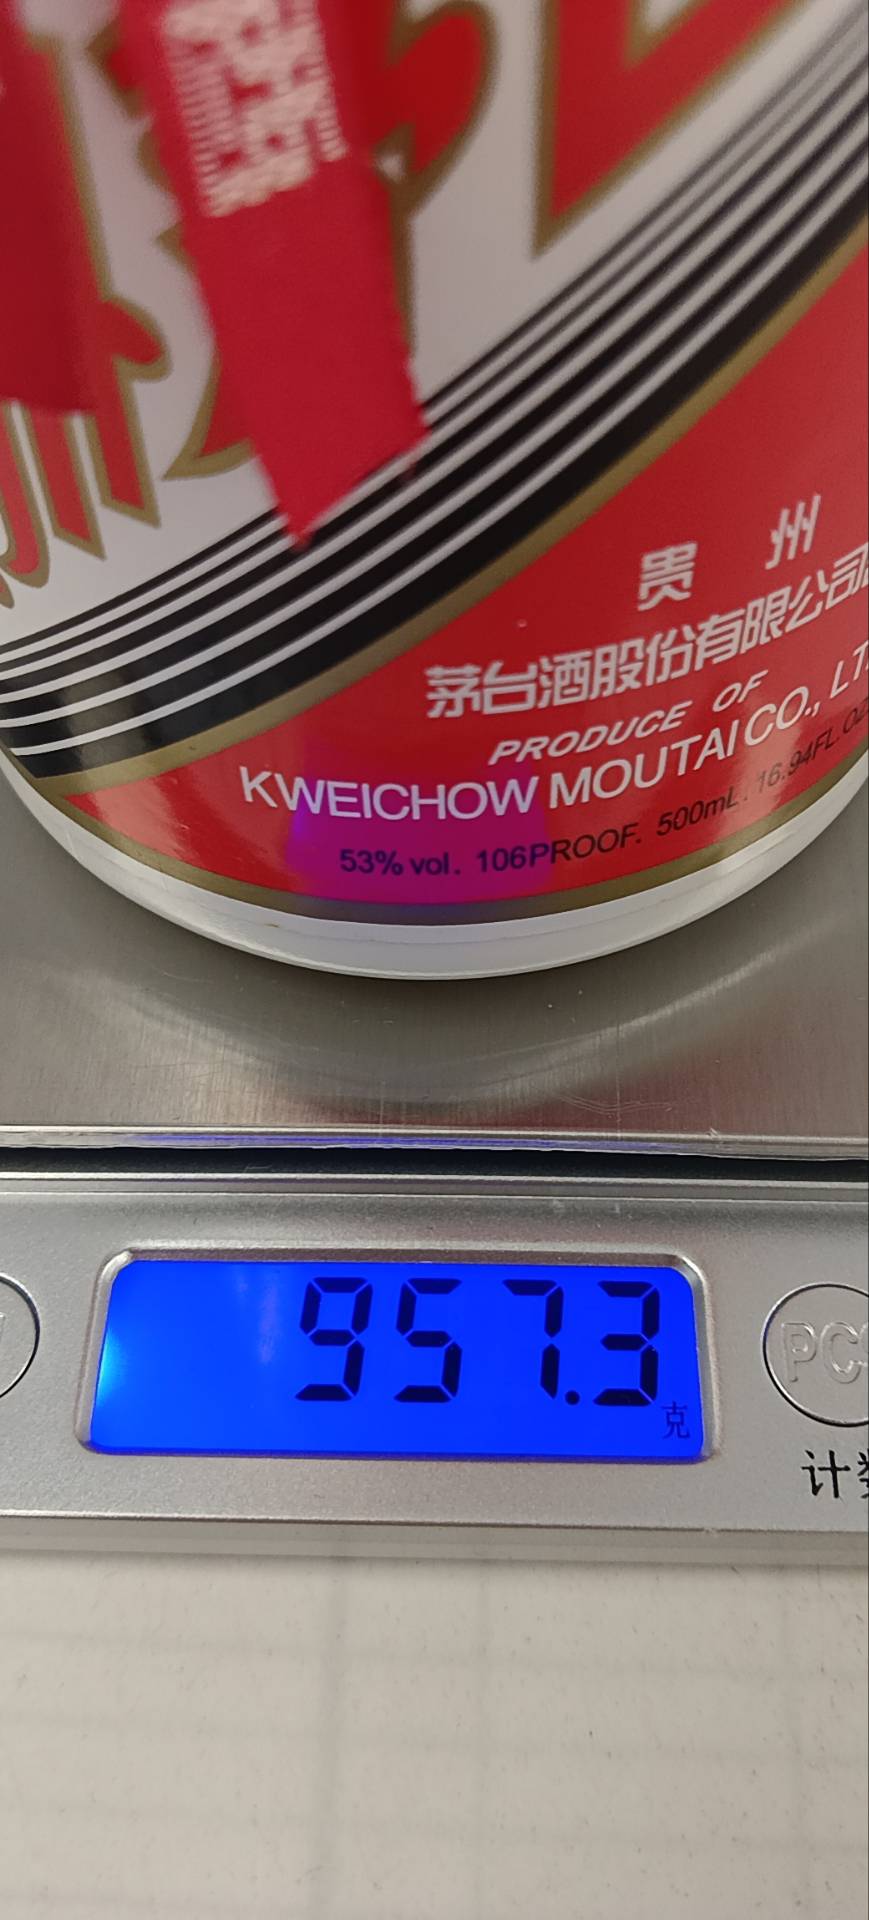 贵州
茅台酒股份有限公司
PRODUCE OF
KWEICHOW MOUTAI CO., LT
53% vol. 106PROOF. 500mL. 16.94FL.OZ
957.3
克
PC
计